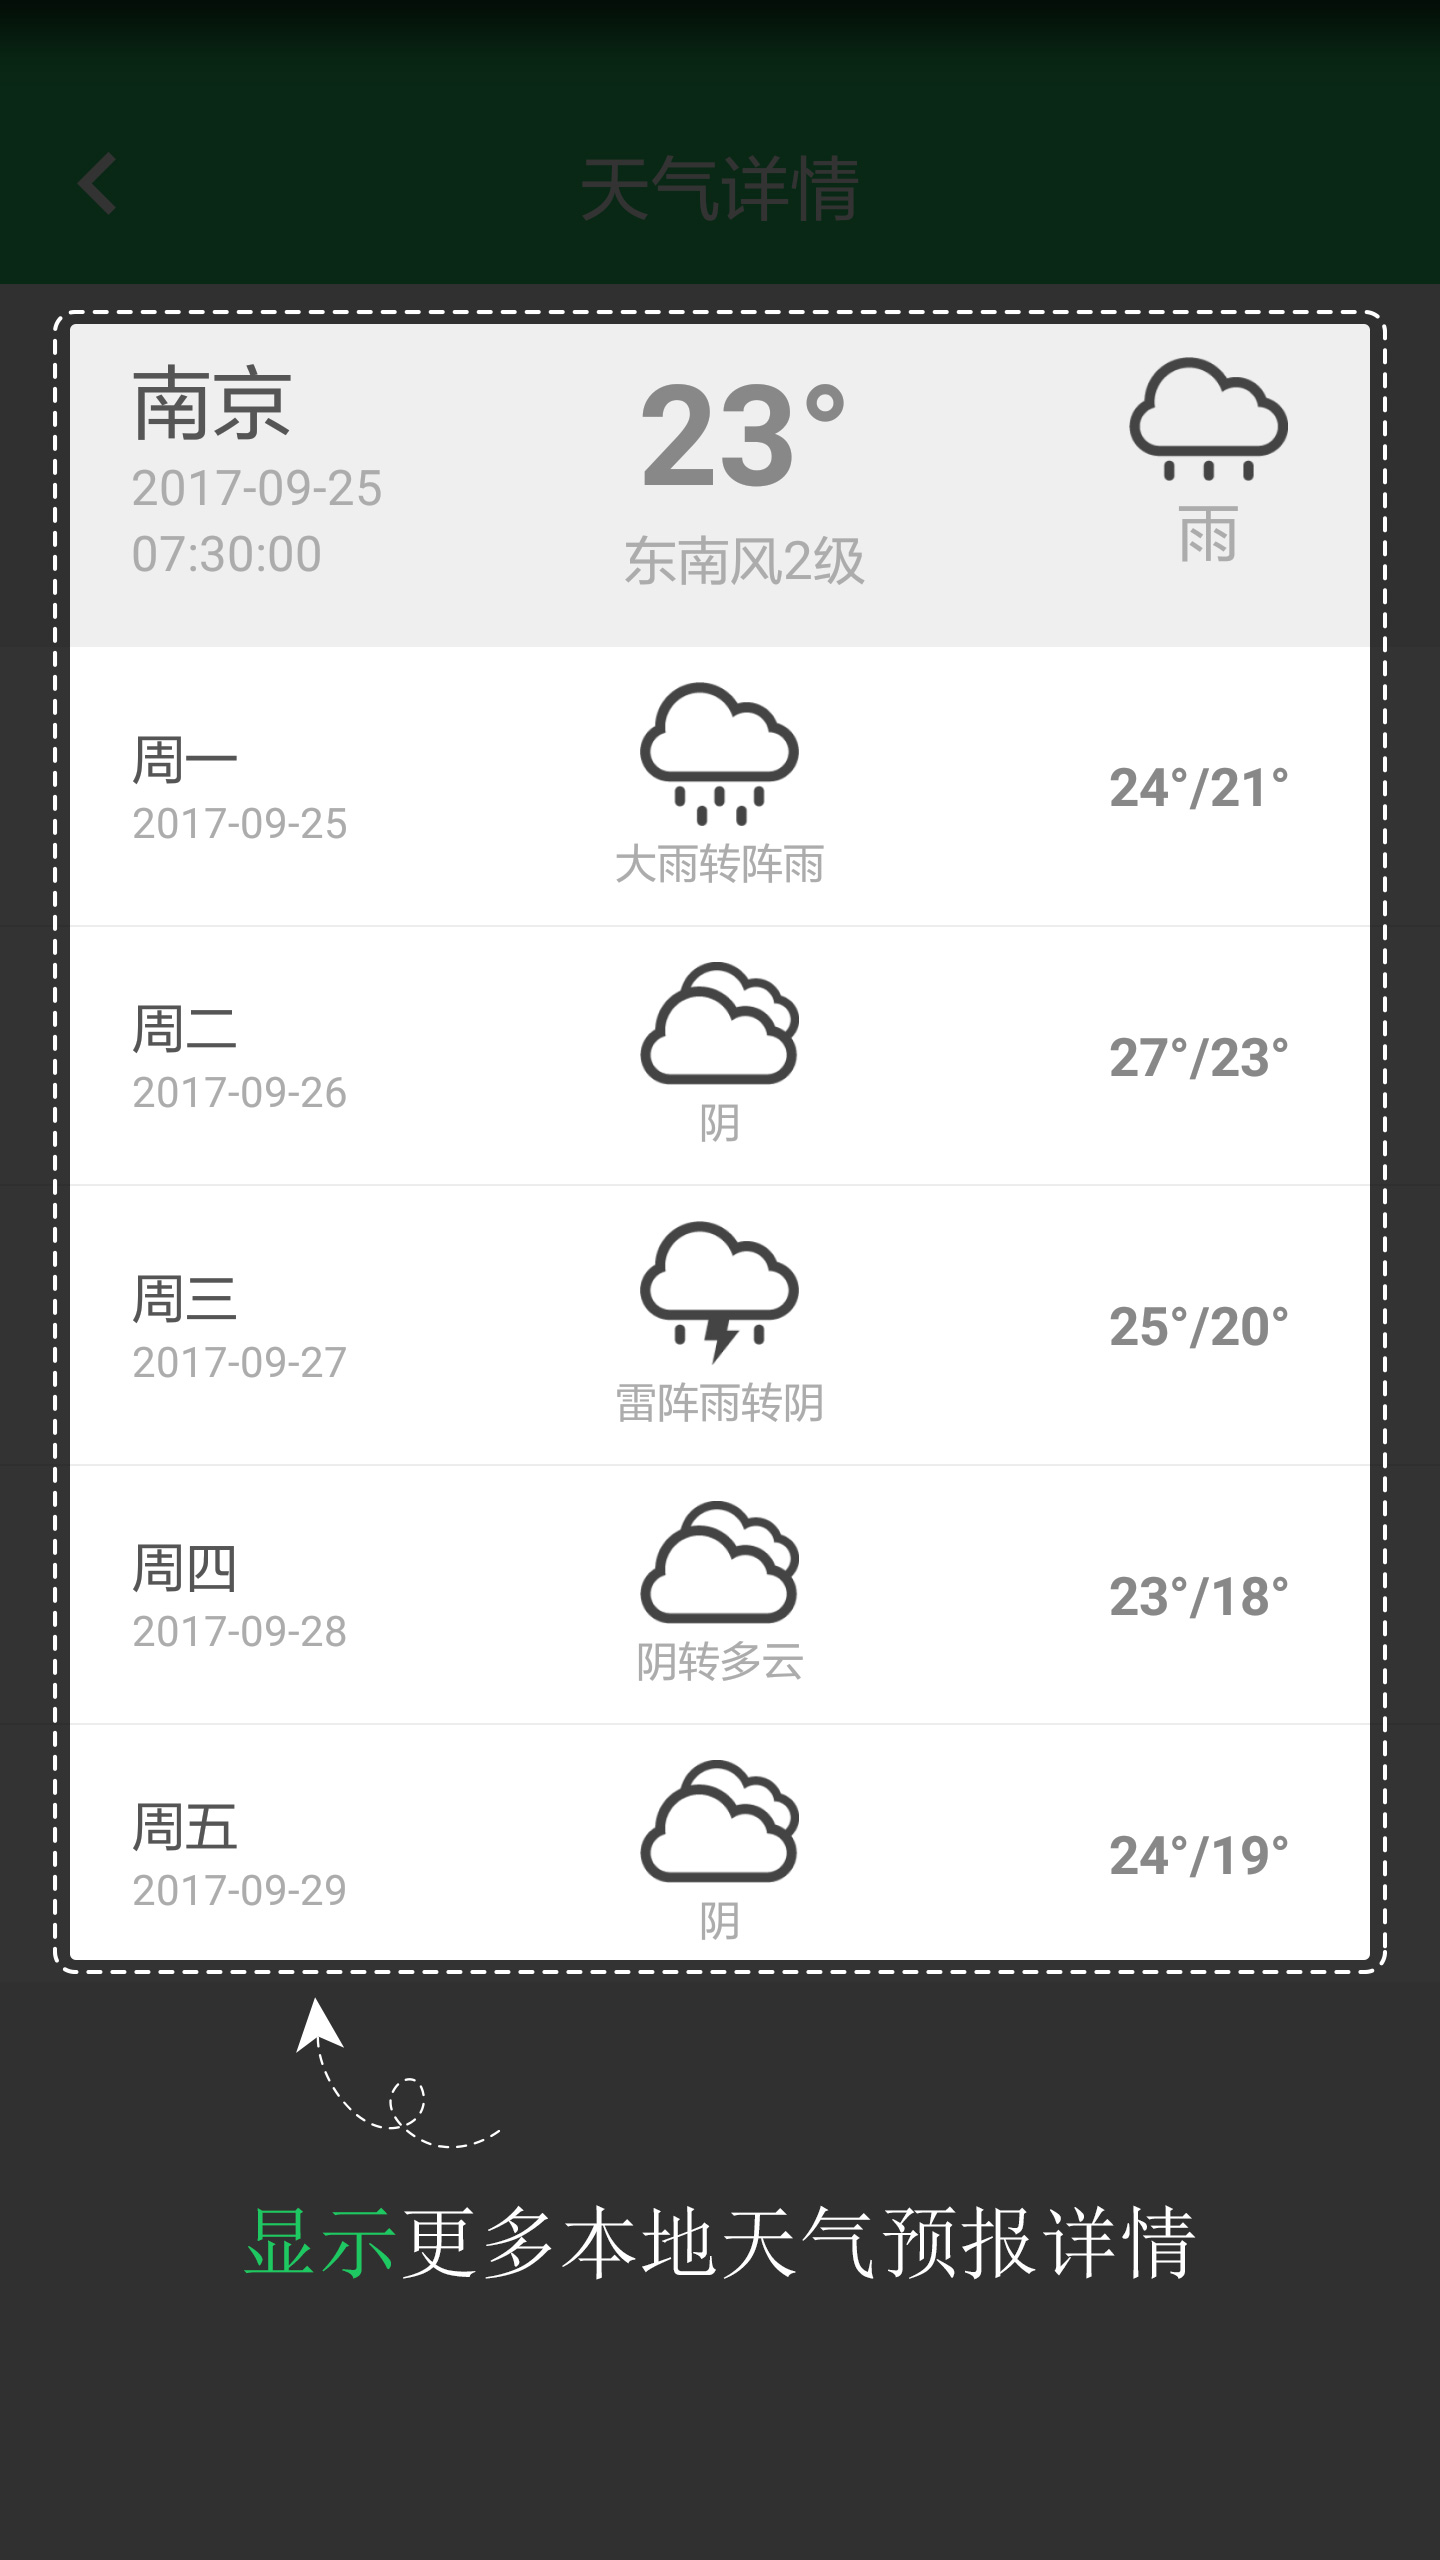 天气详情
南京
2017-09-25
07:30:00
23°
东南风2级
雨
周一
2017-09-25
大雨转阵雨
24°/21°
周二
2017-09-26
阴
27°/23°
周三
2017-09-27
雷阵雨转阴
25°/20°
周四
2017-09-28
阴转多云
23°/18°
周五
2017-09-29
阴
24°/19°
显示更多本地天气预报详情